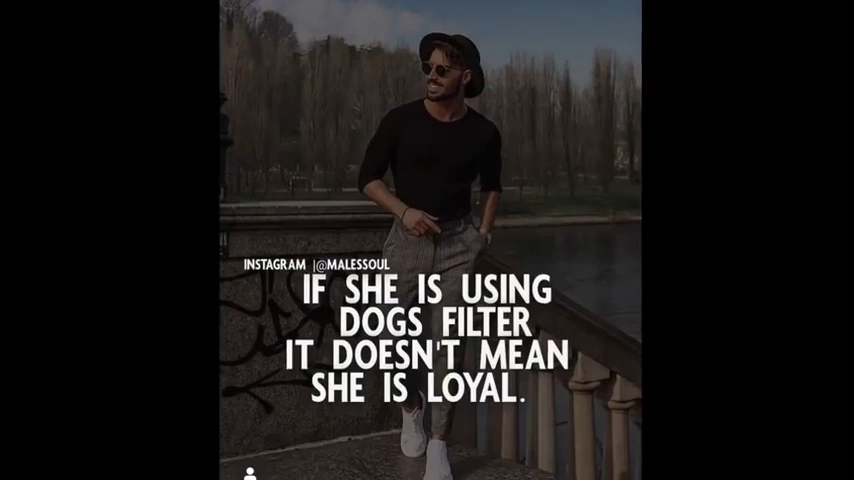 INSTAGRAM |@MALESSOUL
IF SHE IS USING
DOGS FILTER
IT DOESN'T MEAN
SHE IS LOYAL.